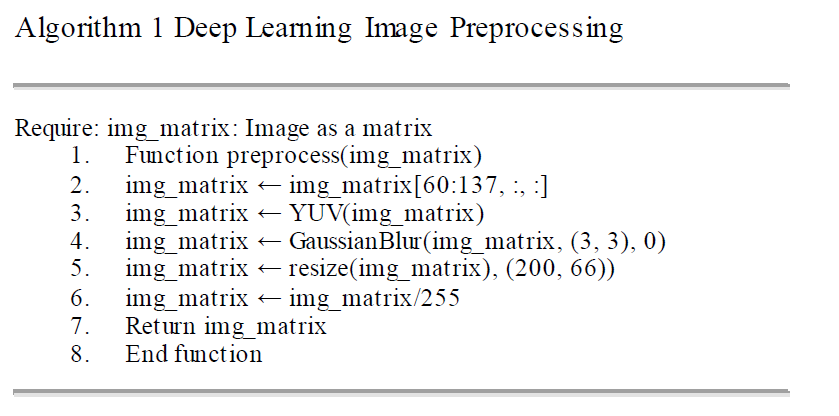 Algorithm 1 Deep Learning Image Preprocessing
Require: img_matrix: Image as a matrix
1. Function preprocess(img_matrix)
2. img_matrix ← img_matrix[60:137, :, :]
3. img_matrix ← YUV(img_matrix)
4. img_matrix ← GaussianBlur(img_matrix, (3, 3), 0)
5. img_matrix ← resize(img_matrix), (200, 66))
6. img_matrix ← img_matrix/255
7. Return img_matrix
8. End function